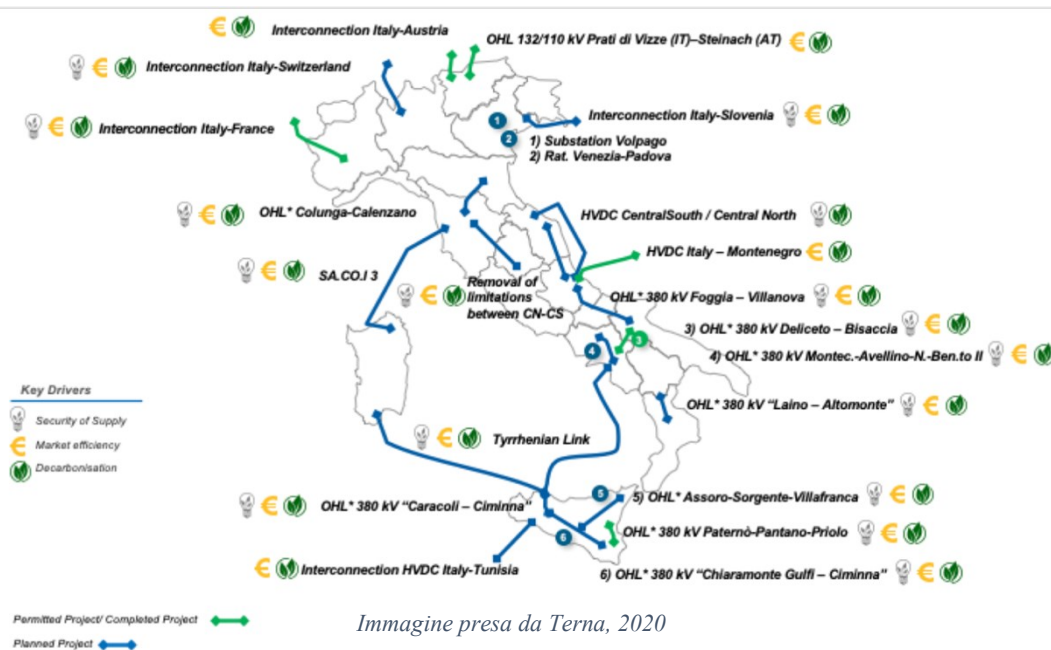 Interconnection Italy-Austria
OHL 132/110 kV Prati di Vizze (IT)–Steinach (AT)
Interconnection Italy-Switzerland
Interconnection Italy-France
Interconnection Italy-Slovenia
1
2
1) Substation Volpago
2) Rat. Venezia-Padova
OHL* Colunga-Calenzano
HVDC CentralSouth / Central North
HVDC Italy – Montenegro
SA.CO.I 3
Removal of
limitations
between CN-CS
OHL* 380 kV Foggia – Villanova
3) OHL* 380 kV Deliceto – Bisaccia
3
4
4) OHL* 380 kV Montec.-Avellino-N.-Ben.to II
Key Drivers
Security of Supply
Market efficiency
Decarbonisation
OHL* 380 kV “Laino – Altomonte”
Tyrrhenian Link
OHL* 380 kV “Caracoli – Ciminna”
5
5) OHL* Assoro-Sorgente-Villafranca
OHL* 380 kV Paternò-Pantano-Priolo
6
Interconnection HVDC Italy-Tunisia
6) OHL* 380 kV “Chiaramonte Gulfi – Ciminna”
Permitted Project/ Completed Project
Immagine presa da Terna, 2020
Planned Project